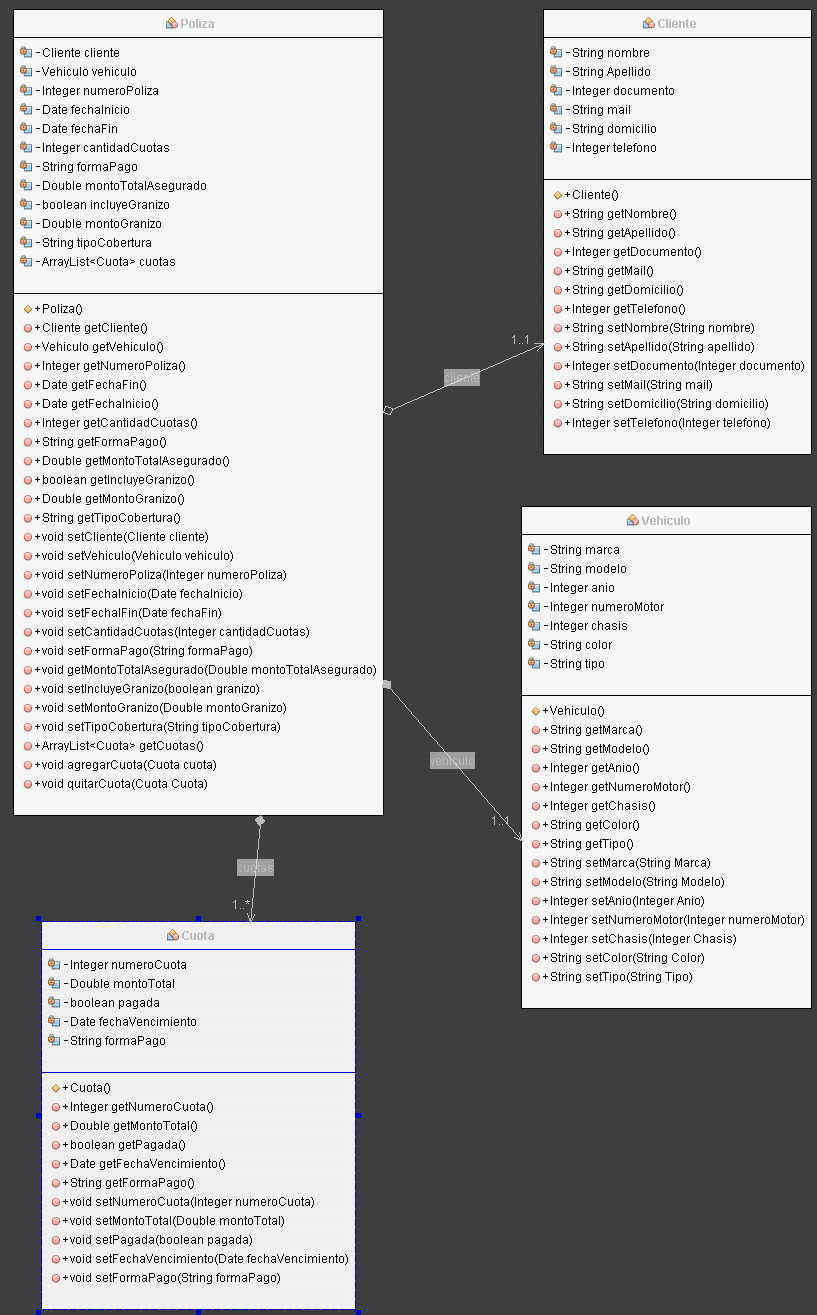 Poliza
-Cliente cliente
-Vehiculo vehiculo
-Integer numeroPoliza
-Date fechaInicio
-Date fechaFin
-Integer cantidadCuotas
-String formaPago
-Double montoTotalAsegurado
-boolean incluyeGranizo
-Double montoGranizo
-String tipoCobertura
-ArrayList<Cuota> cuotas
+Poliza()
+Cliente getCliente()
+Vehiculo getVehiculo()
+Integer getNumeroPoliza()
+Date getFechaFin()
+Date getFechaInicio()
+Integer getCantidadCuotas()
+String getFormaPago()
+Double getMontoTotalAsegurado()
+boolean getIncluyeGranizo()
+Double getMontoGranizo()
+String getTipoCobertura()
+void setCliente(Cliente cliente)
+void setVehiculo(Vehiculo vehiculo)
+void setNumeroPoliza(Integer numeroPoliza)
+void setFechaInicio(Date fechaInicio)
+void setFechaIFin(Date fechaFin)
+void setCantidadCuotas(Integer cantidadCuotas)
+void setFormaPago(String formaPago)
+void getMontoTotalAsegurado(Double montoTotalAsegurado)
+void setIncluyeGranizo(boolean granizo)
+void setMontoGranizo(Double montoGranizo)
+void setTipoCobertura(String tipoCobertura)
+ArrayList<Cuota> getCuotas()
+void agregarCuota(Cuota cuota)
+void quitarCuota(Cuota Cuota)
Cliente
-String nombre
-String Apellido
-Integer documento
-String mail
-String domicilio
-Integer telefono
+Cliente()
+String getNombre()
+String getApellido()
+Integer getDocumento()
+String getMail()
+String getDomicilio()
+Integer getTelefono()
+String setNombre(String nombre)
+String setApellido(String apellido)
+Integer setDocumento(Integer documento)
+String setMail(String mail)
+String setDomicilio(String domicilio)
+Integer setTelefono(Integer telefono)
1..1
cliente
Vehiculo
-String marca
-String modelo
-Integer anio
-Integer numeroMotor
-Integer chasis
-String color
-String tipo
+Vehiculo()
+String getMarca()
+String getModelo()
+Integer getAnio()
+Integer getNumeroMotor()
+Integer getChasis()
+String getColor()
+String getTipo()
+String setMarca(String Marca)
+String setModelo(String Modelo)
+Integer setAnio(Integer Anio)
+Integer setNumeroMotor(Integer numeroMotor)
+Integer setChasis(Integer Chasis)
+String setColor(String Color)
+String setTipo(String Tipo)
vehiculo
1..1
cuotas
1..*
Cuota
-Integer numeroCuota
-Double montoTotal
-boolean pagada
-Date fechaVencimiento
-String formaPago
+Cuota()
+Integer getNumeroCuota()
+Double getMontoTotal()
+boolean getPagada()
+Date getFechaVencimiento()
+String getFormaPago()
+void setNumeroCuota(Integer numeroCuota)
+void setMontoTotal(Double montoTotal)
+void setPagada(boolean pagada)
+void setFechaVencimiento(Date fechaVencimiento)
+void setFormaPago(String formaPago)